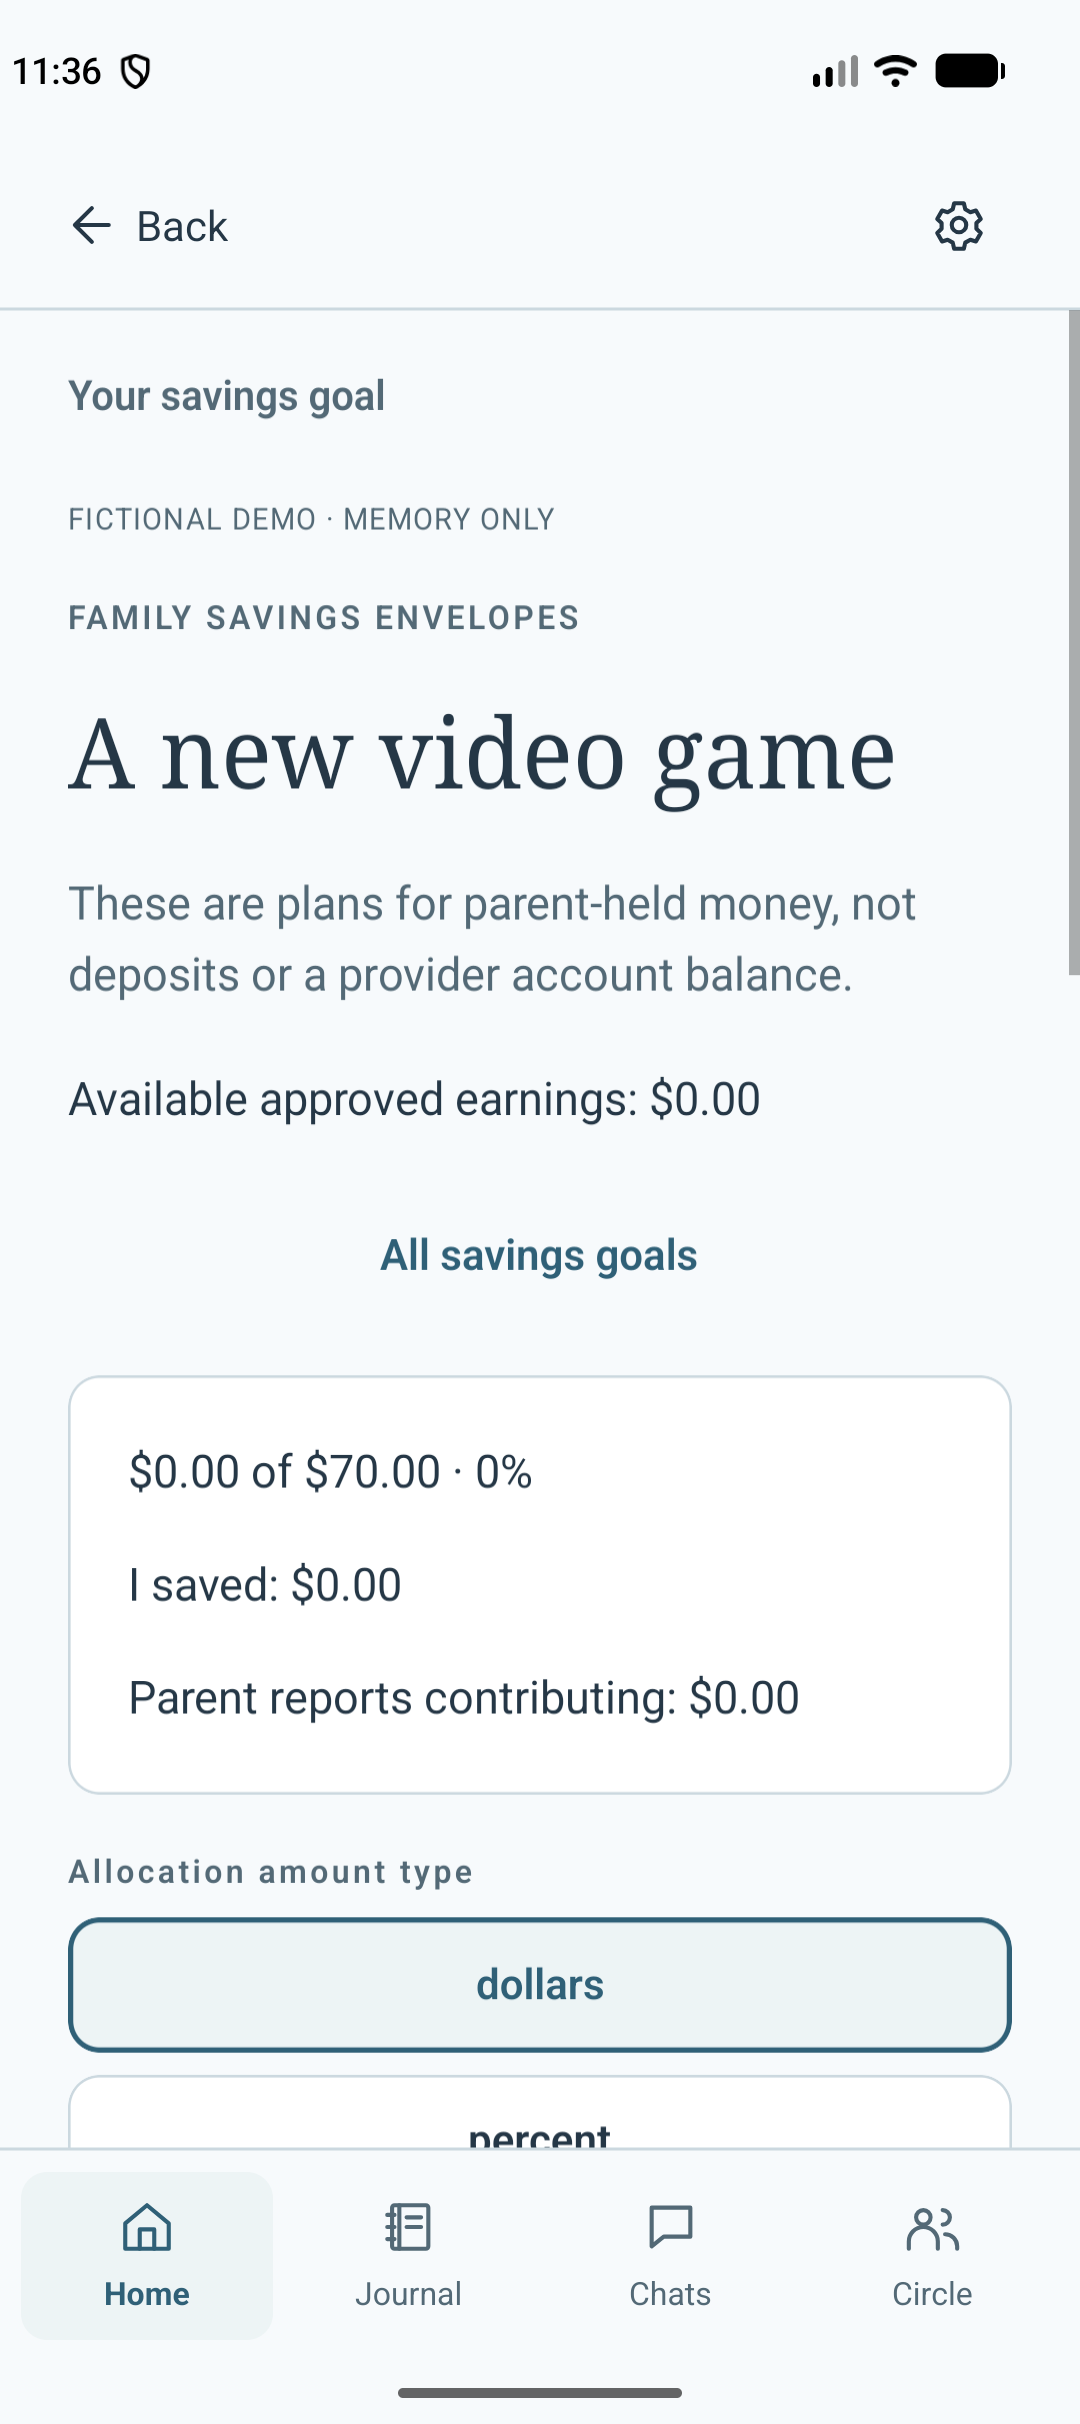 11:36
Back
Your savings goal
FICTIONAL DEMO · MEMORY ONLY
FAMILY SAVINGS ENVELOPES
A new video game
These are plans for parent-held money, not
deposits or a provider account balance.
Available approved earnings: $0.00
All savings goals
$0.00 of $70.00 · 0%
I saved: $0.00
Parent reports contributing: $0.00
Allocation amount type
dollars
percent
Home
Journal
Chats
Circle